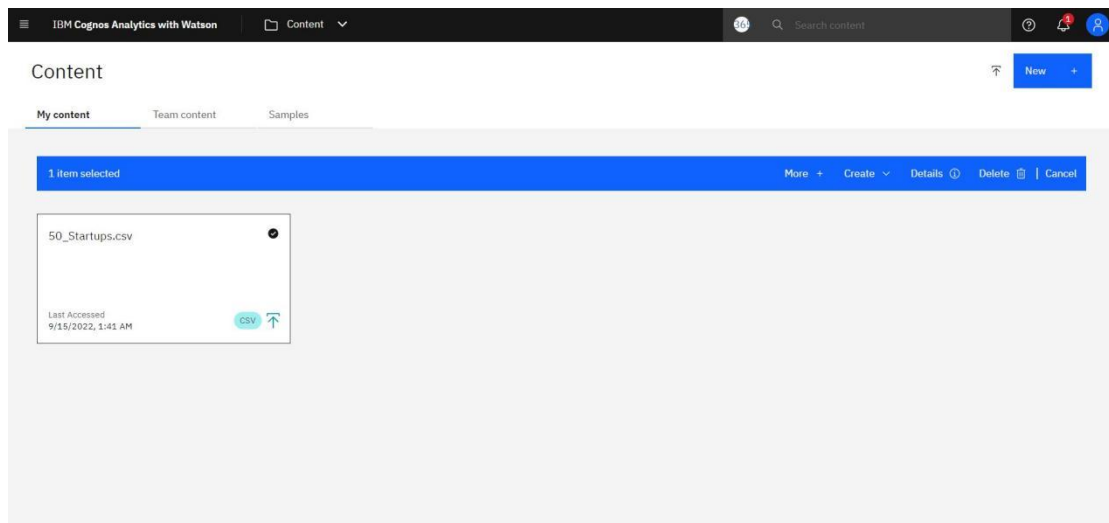 IBM Cognos Analytics with Watson Content Search content 1
Content New +
My content Team content Samples
1 item selected More + Create Details Delete | Cancel
50_Startups.csv
Last Accessed
9/15/2022, 1:41 AM CSV